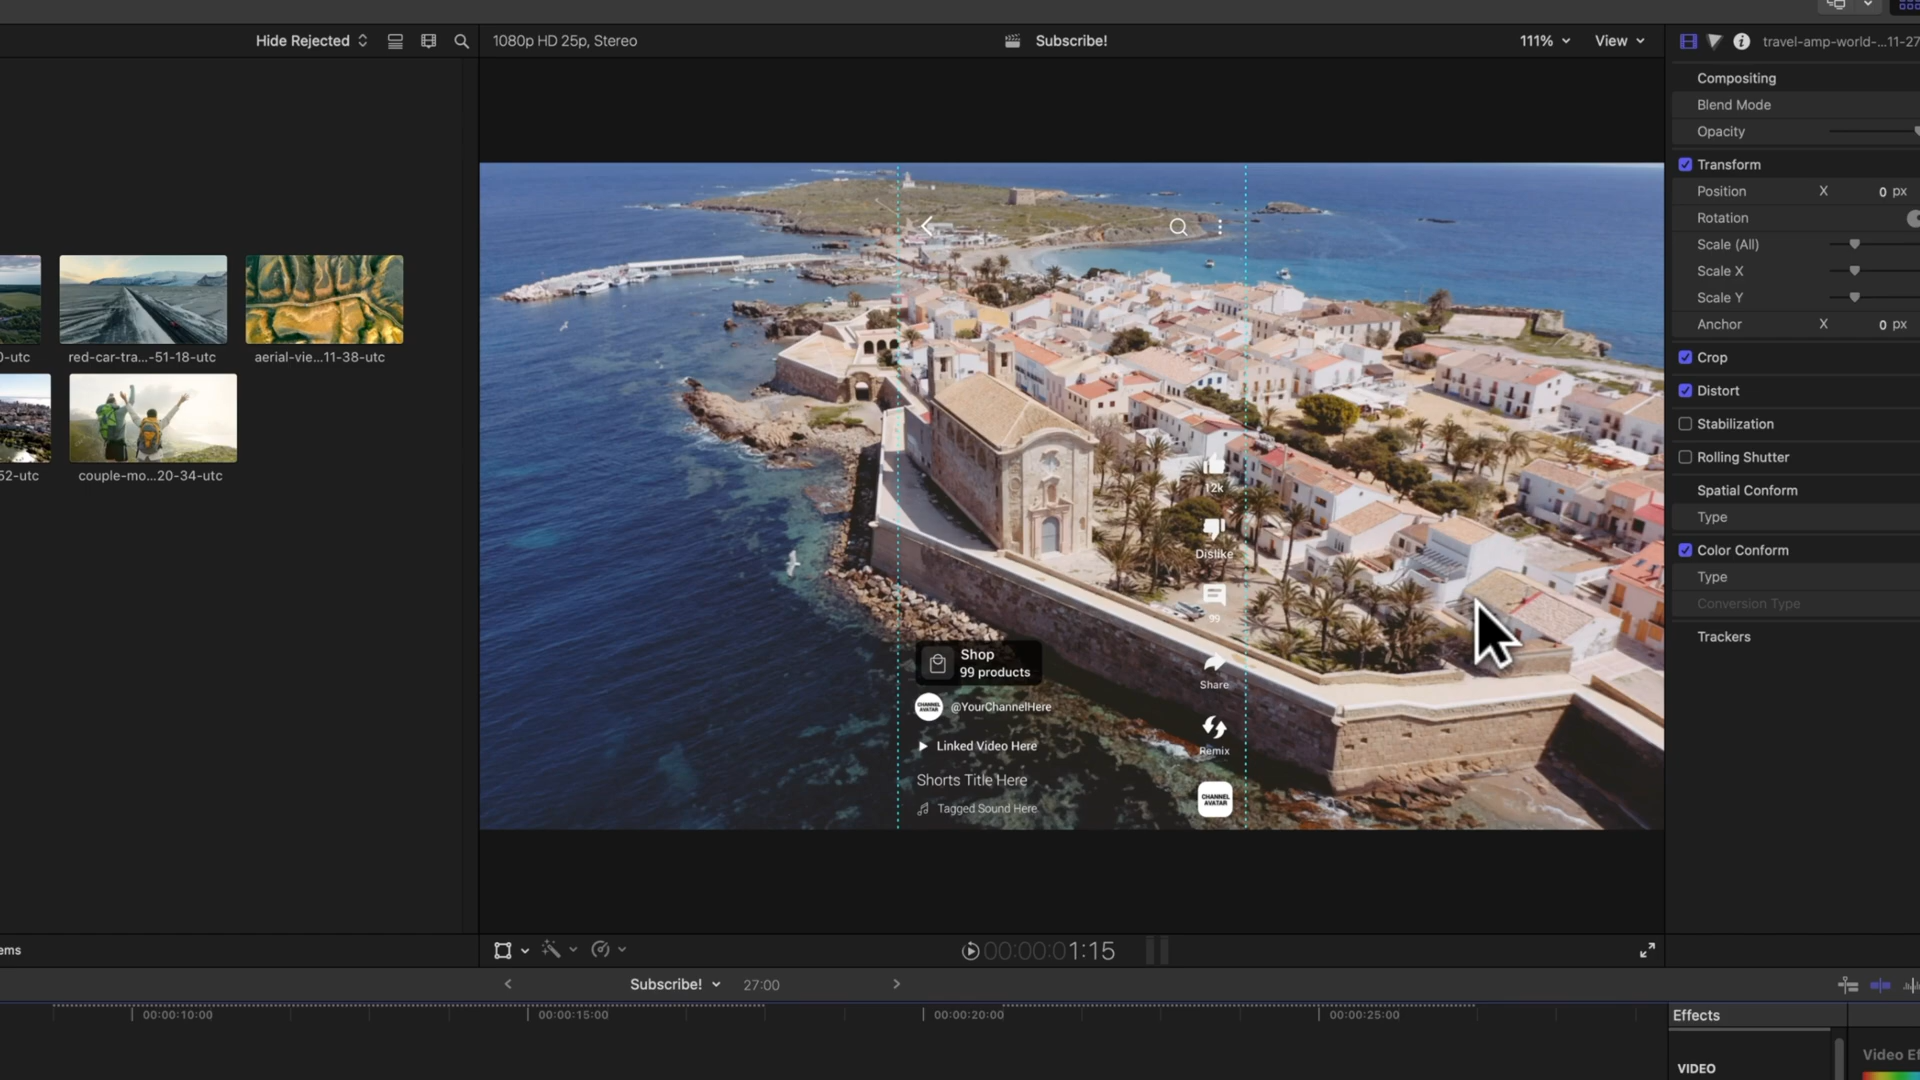 Hide Rejected
1080p HD 25p, Stereo
Subscribe!
111%
View
travel-amp-world-...11-27
Compositing
Blend Mode
Opacity
Transform
Position X 0 px
Rotation
Scale (All)
Scale X
Scale Y
Anchor X 0 px
Crop
Distort
Stabilization
Rolling Shutter
Spatial Conform
Type
Color Conform
Type
Conversion Type
Trackers
0-utc
red-car-tra...-51-18-utc
aerial-vie...11-38-utc
52-utc
couple-mo...20-34-utc
12k
Dislike
99
Share
Remix
CHANNEL
AVATAR
Shop
99 products
CHANNEL
AVATAR
@YourChannelHere
Linked Video Here
Shorts Title Here
Tagged Sound Here
ems
00:00:01:15
Subscribe!
27:00
00:00:10:00
00:00:15:00
00:00:20:00
00:00:25:00
Effects
VIDEO
Video Ef